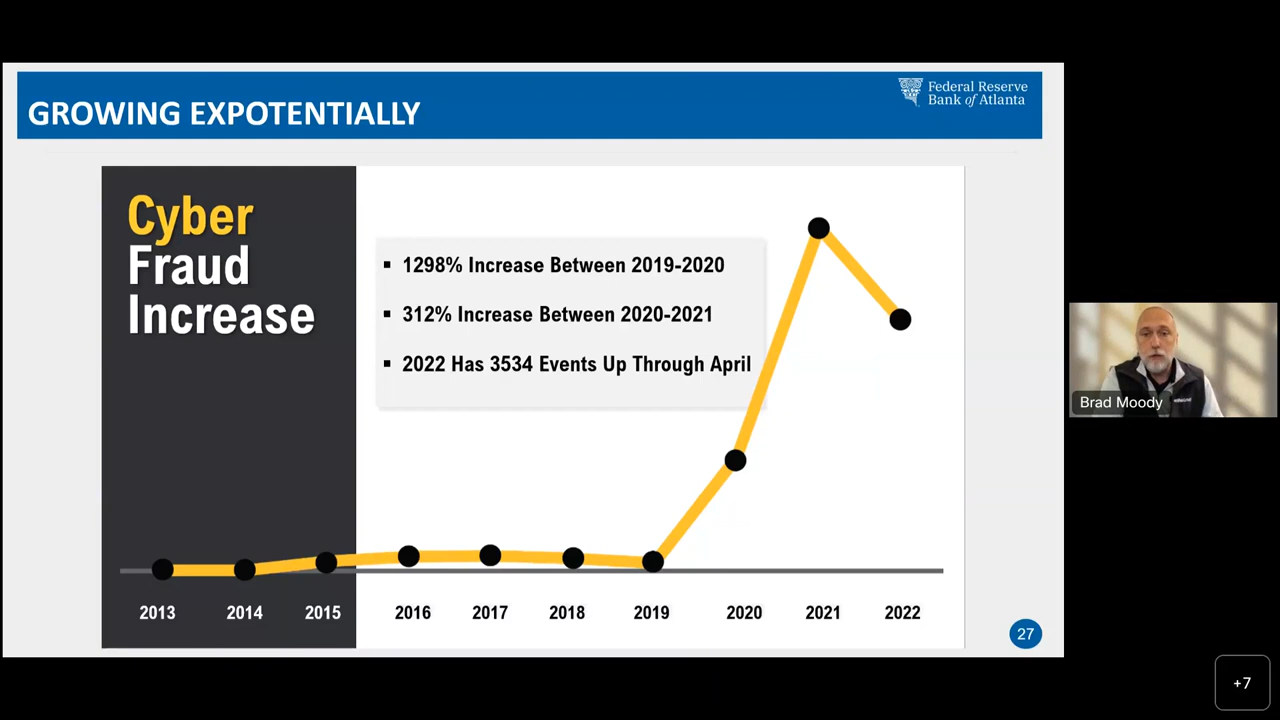 GROWING EXPOTENTIALLY
Federal Reserve
Bank of Atlanta
Cyber
Fraud
Increase
▪ 1298% Increase Between 2019-2020
▪ 312% Increase Between 2020-2021
▪ 2022 Has 3534 Events Up Through April
2013 2014 2015 2016 2017 2018 2019 2020 2021 2022
27
Brad Moody
+7